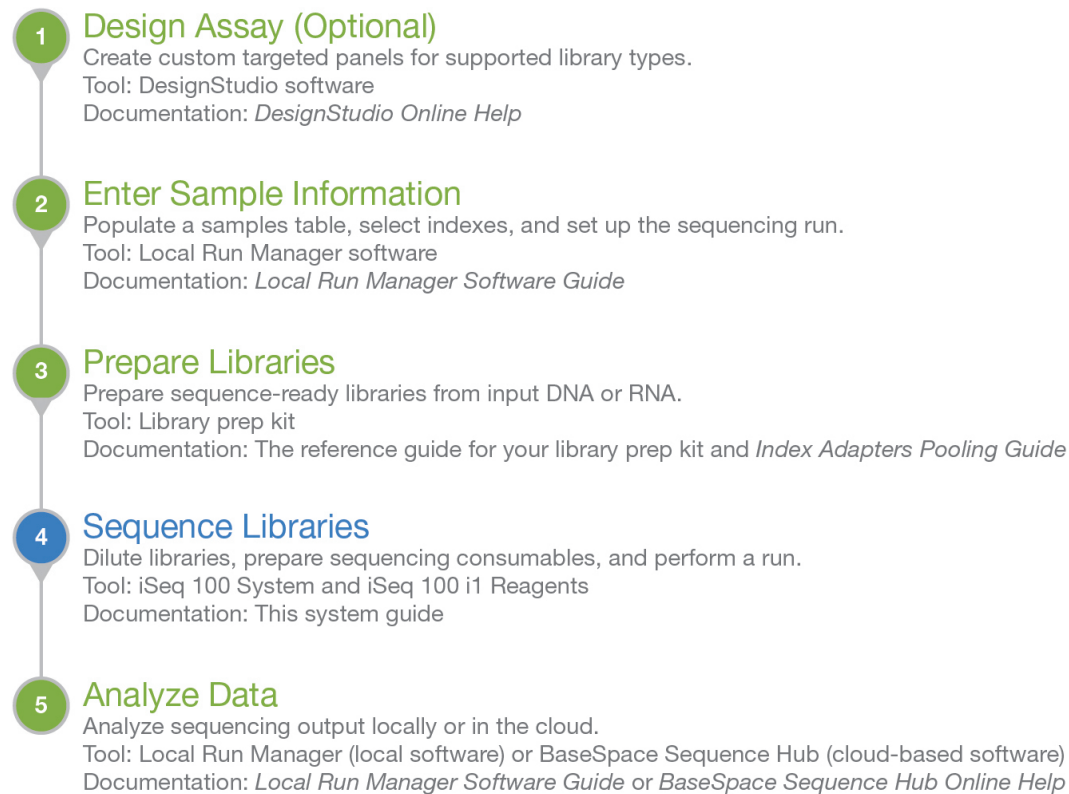 1 Design Assay (Optional)
Create custom targeted panels for supported library types.
Tool: DesignStudio software
Documentation: DesignStudio Online Help
2 Enter Sample Information
Populate a samples table, select indexes, and set up the sequencing run.
Tool: Local Run Manager software
Documentation: Local Run Manager Software Guide
3 Prepare Libraries
Prepare sequence-ready libraries from input DNA or RNA.
Tool: Library prep kit
Documentation: The reference guide for your library prep kit and Index Adapters Pooling Guide
4 Sequence Libraries
Dilute libraries, prepare sequencing consumables, and perform a run.
Tool: iSeq 100 System and iSeq 100 i1 Reagents
Documentation: This system guide
5 Analyze Data
Analyze sequencing output locally or in the cloud.
Tool: Local Run Manager (local software) or BaseSpace Sequence Hub (cloud-based software)
Documentation: Local Run Manager Software Guide or BaseSpace Sequence Hub Online Help